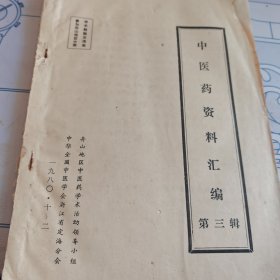 中医药资料汇编
第三辑
舟山地区中医药学术活动领导小组
中华全国中医学会浙江省定海分会
一九八〇·十·二